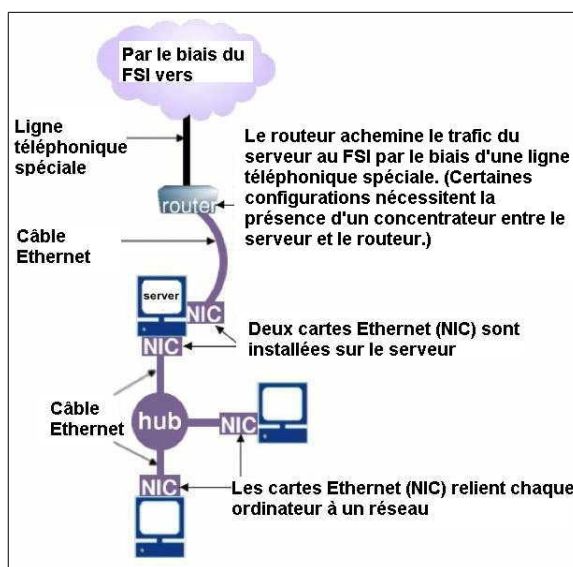 Par le biais du
FSI vers
Ligne
téléphonique
spéciale
Le routeur achemine le trafic du
serveur au FSI par le biais d'une ligne
téléphonique spéciale. (Certaines
configurations nécessitent la
présence d'un concentrateur entre le
serveur et le routeur.)
router
Câble
Ethernet
server
NIC
Deux cartes Ethernet (NIC) sont
installées sur le serveur
NIC
Câble
Ethernet
hub
NIC
NIC
Les cartes Ethernet (NIC) relient chaque
ordinateur à un réseau